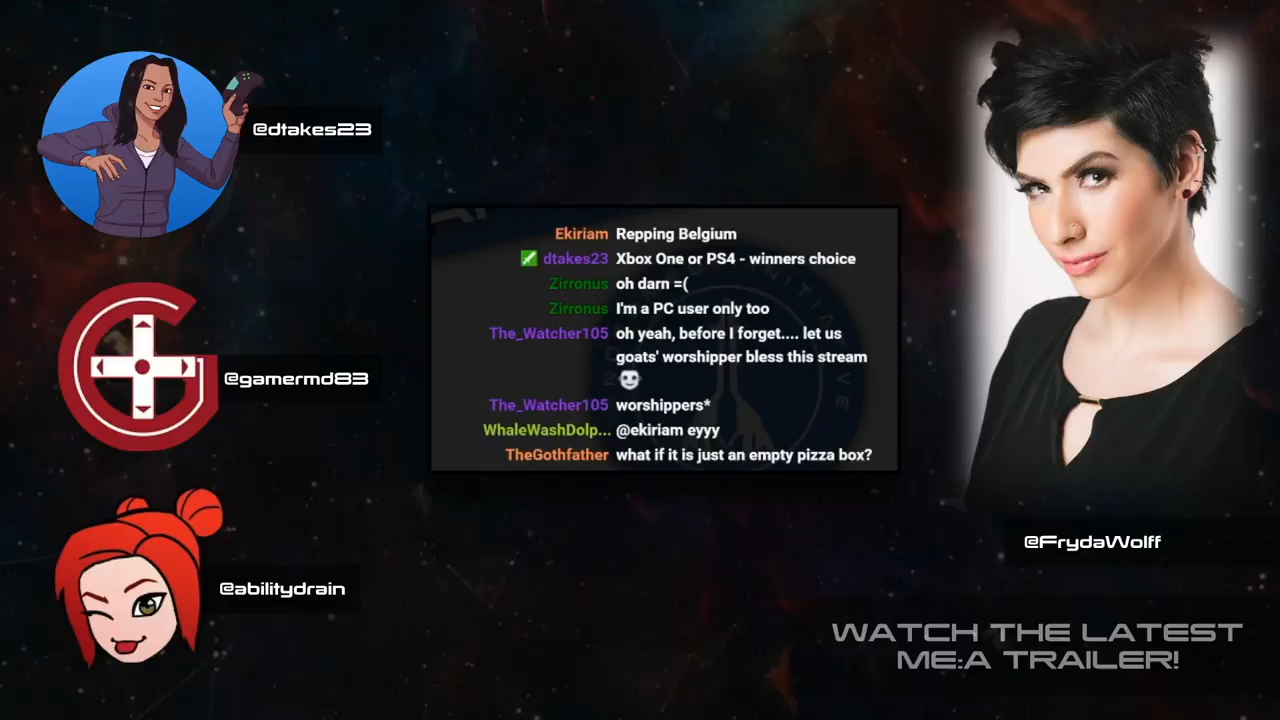 @dtakes23
@gamermd83
@abilitydrain
Ekiriam Repping Belgium
dtakes23 Xbox One or PS4 - winners choice
Zirronus oh darn =(
Zirronus I'm a PC user only too
The_Watcher105 oh yeah, before I forget.... let us
goats' worshipper bless this stream
The_Watcher105 worshippers*
WhaleWashDolp... @ekiriam eyyy
TheGothfather what if it is just an empty pizza box?
@FrydaWolff
WATCH THE LATEST
ME:A TRAILER!